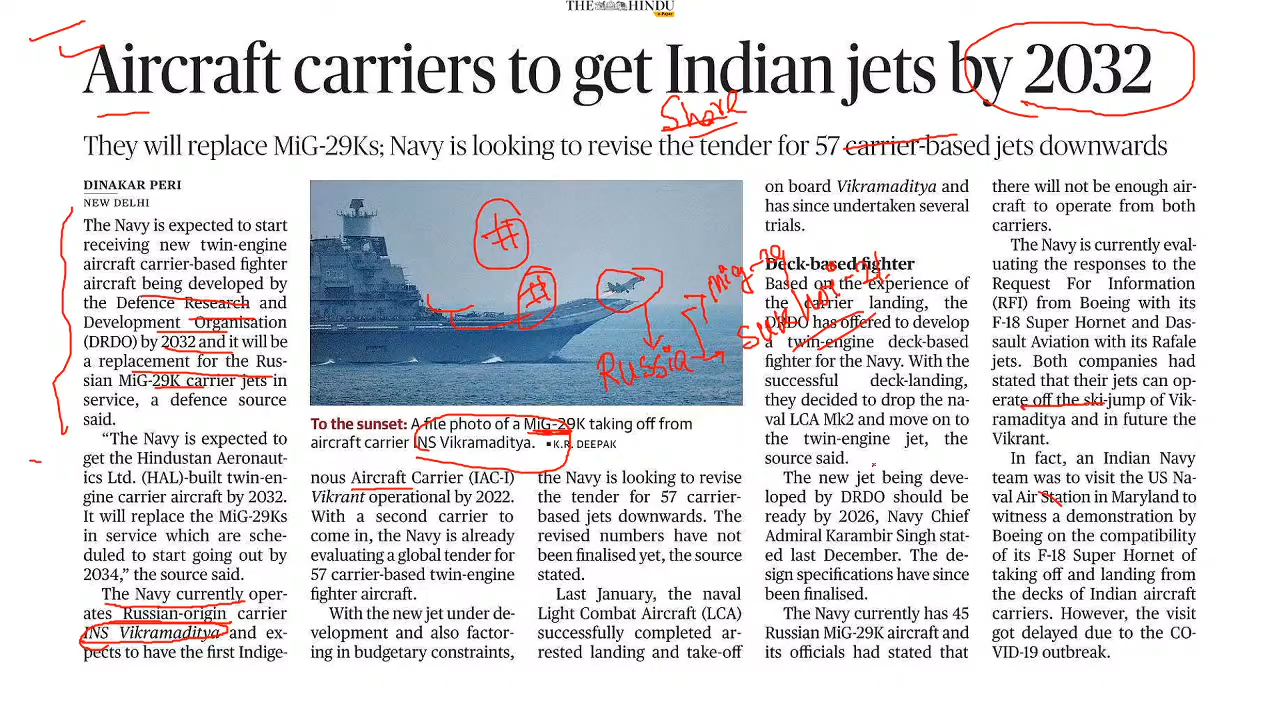 THE HINDU
e-Paper
Aircraft carriers to get Indian jets by 2032
Share
They will replace MiG-29Ks; Navy is looking to revise the tender for 57 carrier-based jets downwards
DINAKAR PERI
NEW DELHI
The Navy is expected to start
receiving new twin-engine
aircraft carrier-based fighter
aircraft being developed by
the Defence Research and
Development Organisation
(DRDO) by 2032 and it will be
a replacement for the Rus-
sian MiG-29K carrier jets in
service, a defence source
said.
“The Navy is expected to
get the Hindustan Aeronaut-
ics Ltd. (HAL)-built twin-en-
gine carrier aircraft by 2032.
It will replace the MiG-29Ks
in service which are sche-
duled to start going out by
2034,” the source said.
The Navy currently oper-
ates Russian-origin carrier
INS Vikramaditya and ex-
pects to have the first Indige-
#
#
Russia
Mig-29
To the sunset: A file photo of a MiG-29K taking off from
aircraft carrier INS Vikramaditya. ■ K.R. DEEPAK
nous Aircraft Carrier (IAC-I)
Vikrant operational by 2022.
With a second carrier to
come in, the Navy is already
evaluating a global tender for
57 carrier-based twin-engine
fighter aircraft.
With the new jet under de-
velopment and also factor-
ing in budgetary constraints,
the Navy is looking to revise
the tender for 57 carrier-
based jets downwards. The
revised numbers have not
been finalised yet, the source
stated.
Last January, the naval
Light Combat Aircraft (LCA)
successfully completed ar-
rested landing and take-off
on board Vikramaditya and
has since undertaken several
trials.
Deck-based fighter
Based on the experience of
the carrier landing, the
DRDO has offered to develop
a twin-engine deck-based
fighter for the Navy. With the
successful deck-landing,
they decided to drop the na-
val LCA Mk2 and move on to
the twin-engine jet, the
source said.
The new jet being deve-
loped by DRDO should be
ready by 2026, Navy Chief
Admiral Karambir Singh stat-
ed last December. The de-
sign specifications have since
been finalised.
The Navy currently has 45
Russian MiG-29K aircraft and
its officials had stated that
there will not be enough air-
craft to operate from both
carriers.
The Navy is currently eval-
uating the responses to the
Request For Information
(RFI) from Boeing with its
F-18 Super Hornet and Das-
sault Aviation with its Rafale
jets. Both companies had
stated that their jets can op-
erate off the ski-jump of Vik-
ramaditya and in future the
Vikrant.
In fact, an Indian Navy
team was to visit the US Na-
val Air Station in Maryland to
witness a demonstration by
Boeing on the compatibility
of its F-18 Super Hornet of
taking off and landing from
the decks of Indian aircraft
carriers. However, the visit
got delayed due to the CO-
VID-19 outbreak.